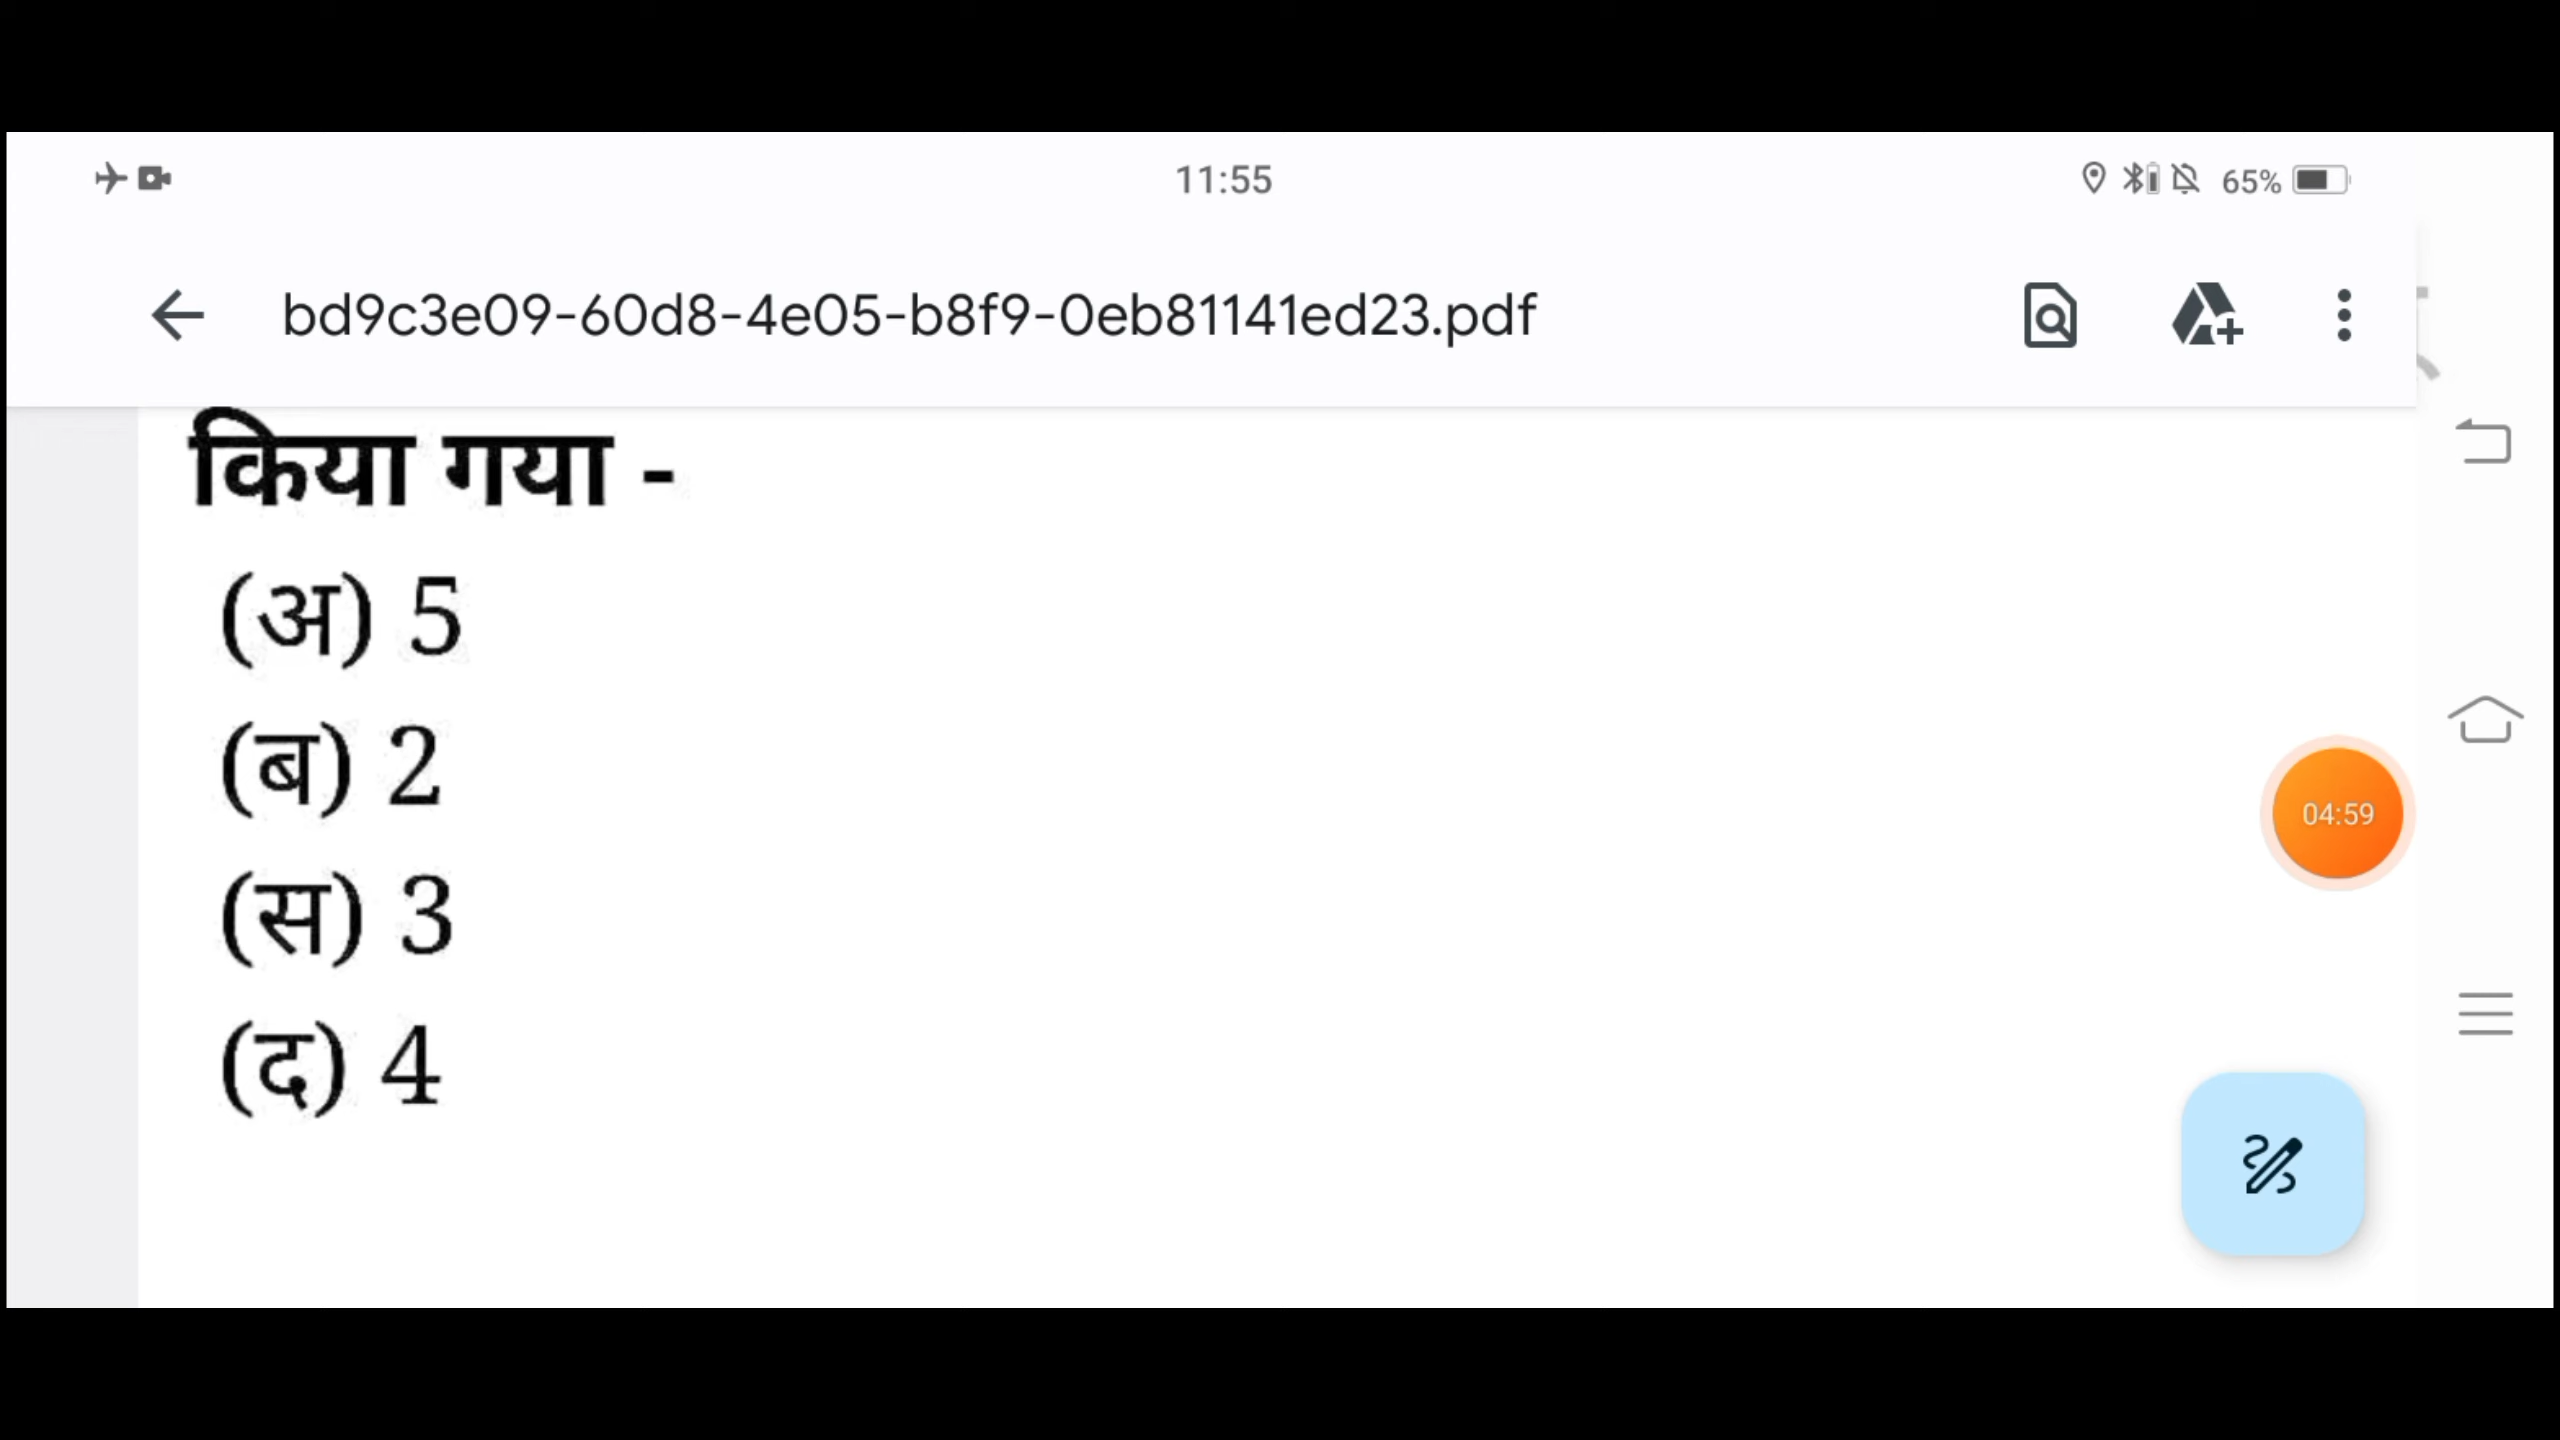 11:55
65%
bd9c3e09-60d8-4e05-b8f9-0eb81141ed23.pdf
किया गया -
(अ) 5
(ब) 2
(स) 3
(द) 4
04:59